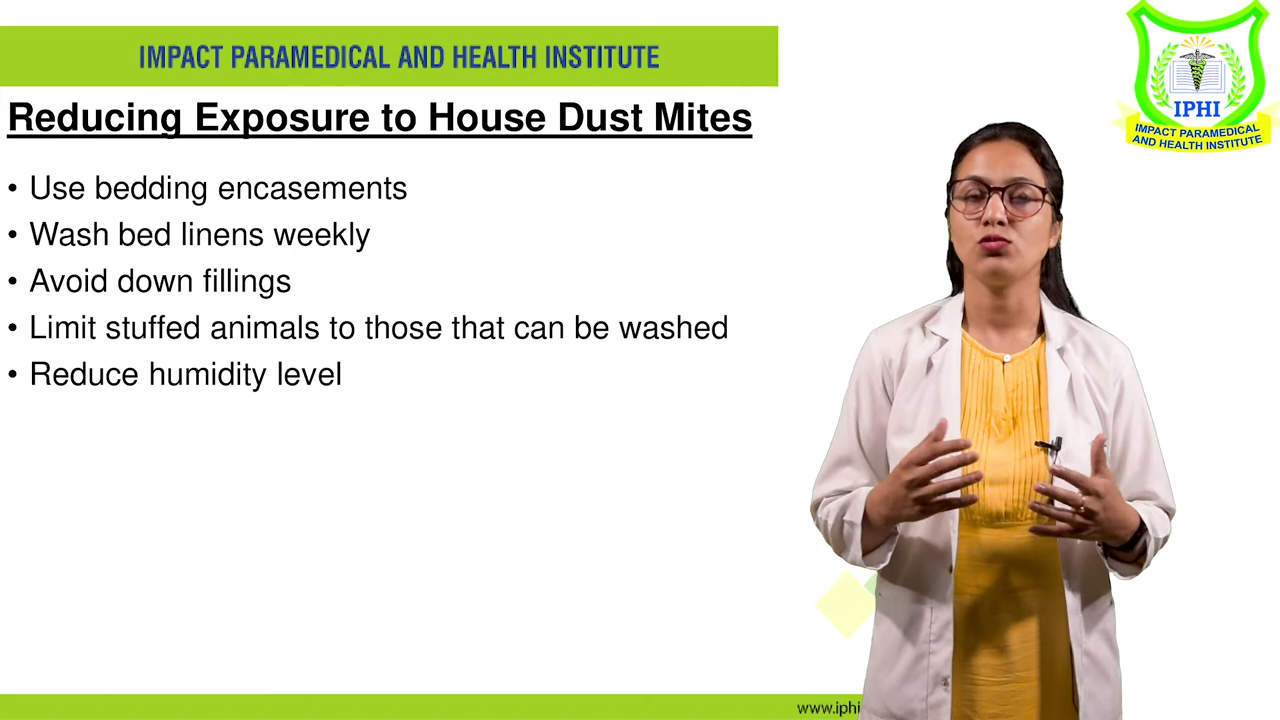 IMPACT PARAMEDICAL AND HEALTH INSTITUTE
Reducing Exposure to House Dust Mites
• Use bedding encasements
• Wash bed linens weekly
• Avoid down fillings
• Limit stuffed animals to those that can be washed
• Reduce humidity level
IPHI
IMPACT PARAMEDICAL
AND HEALTH INSTITUTE
www.iphi